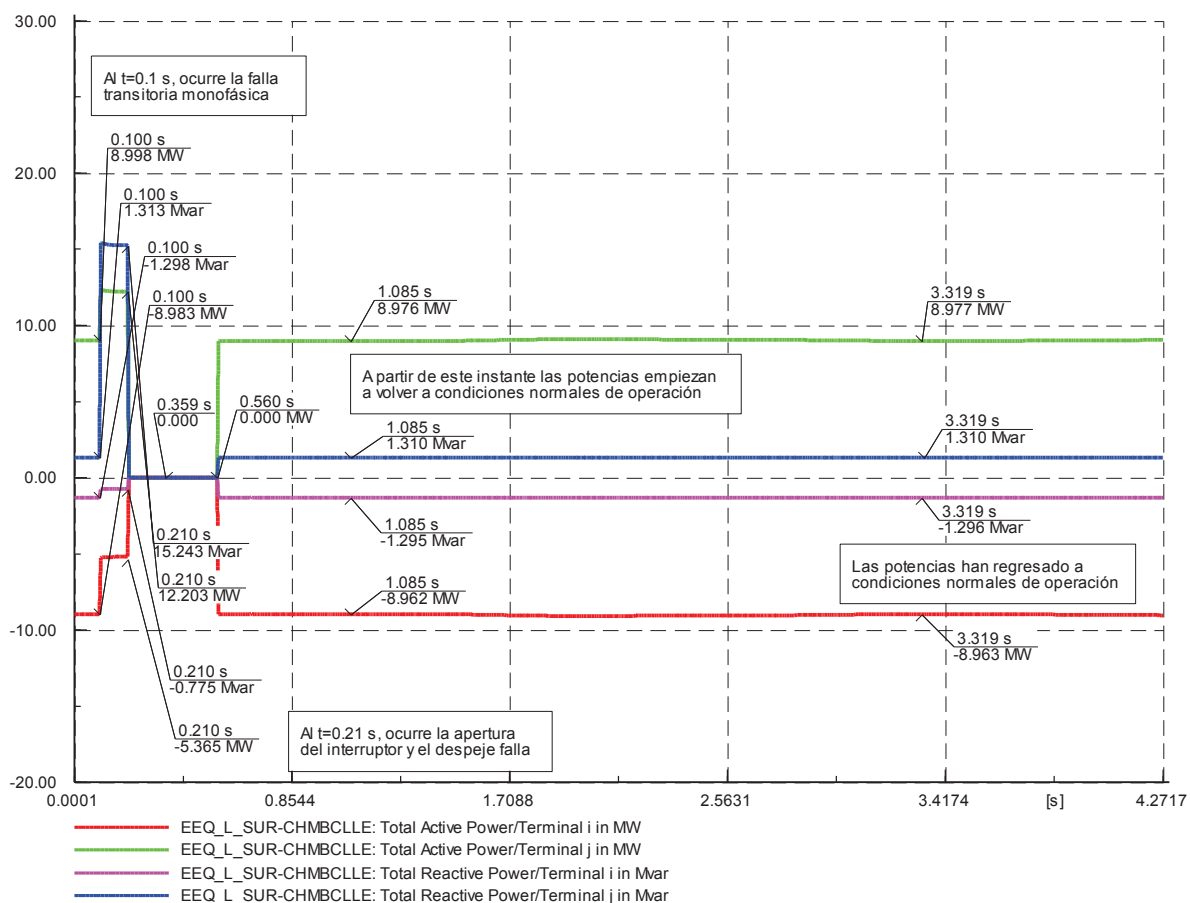 30.00
Al t=0.1 s, ocurre la falla
transitoria monofásica
0.100 s
8.998 MW
20.00
0.100 s
1.313 Mvar
0.100 s
-1.298 Mvar
0.100 s
-8.983 MW
1.085 s
8.976 MW
3.319 s
8.977 MW
10.00
A partir de este instante las potencias empiezan
a volver a condiciones normales de operación
0.359 s
0.000
0.560 s
0.000 MW
1.085 s
1.310 Mvar
3.319 s
1.310 Mvar
0.00
0.210 s
15.243 Mvar
1.085 s
-1.295 Mvar
3.319 s
-1.296 Mvar
0.210 s
12.203 MW
1.085 s
-8.962 MW
Las potencias han regresado a
condiciones normales de operación
-10.00
3.319 s
-8.963 MW
0.210 s
-0.775 Mvar
0.210 s
-5.365 MW
Al t=0.21 s, ocurre la apertura
del interruptor y el despeje falla
-20.00
0.0001 0.8544 1.7088 2.5631 3.4174 [s] 4.2717
EEQ_L_SUR-CHMBCLLE: Total Active Power/Terminal i in MW
EEQ_L_SUR-CHMBCLLE: Total Active Power/Terminal j in MW
EEQ_L_SUR-CHMBCLLE: Total Reactive Power/Terminal i in Mvar
EEQ_L_SUR-CHMBCLLE: Total Reactive Power/Terminal j in Mvar